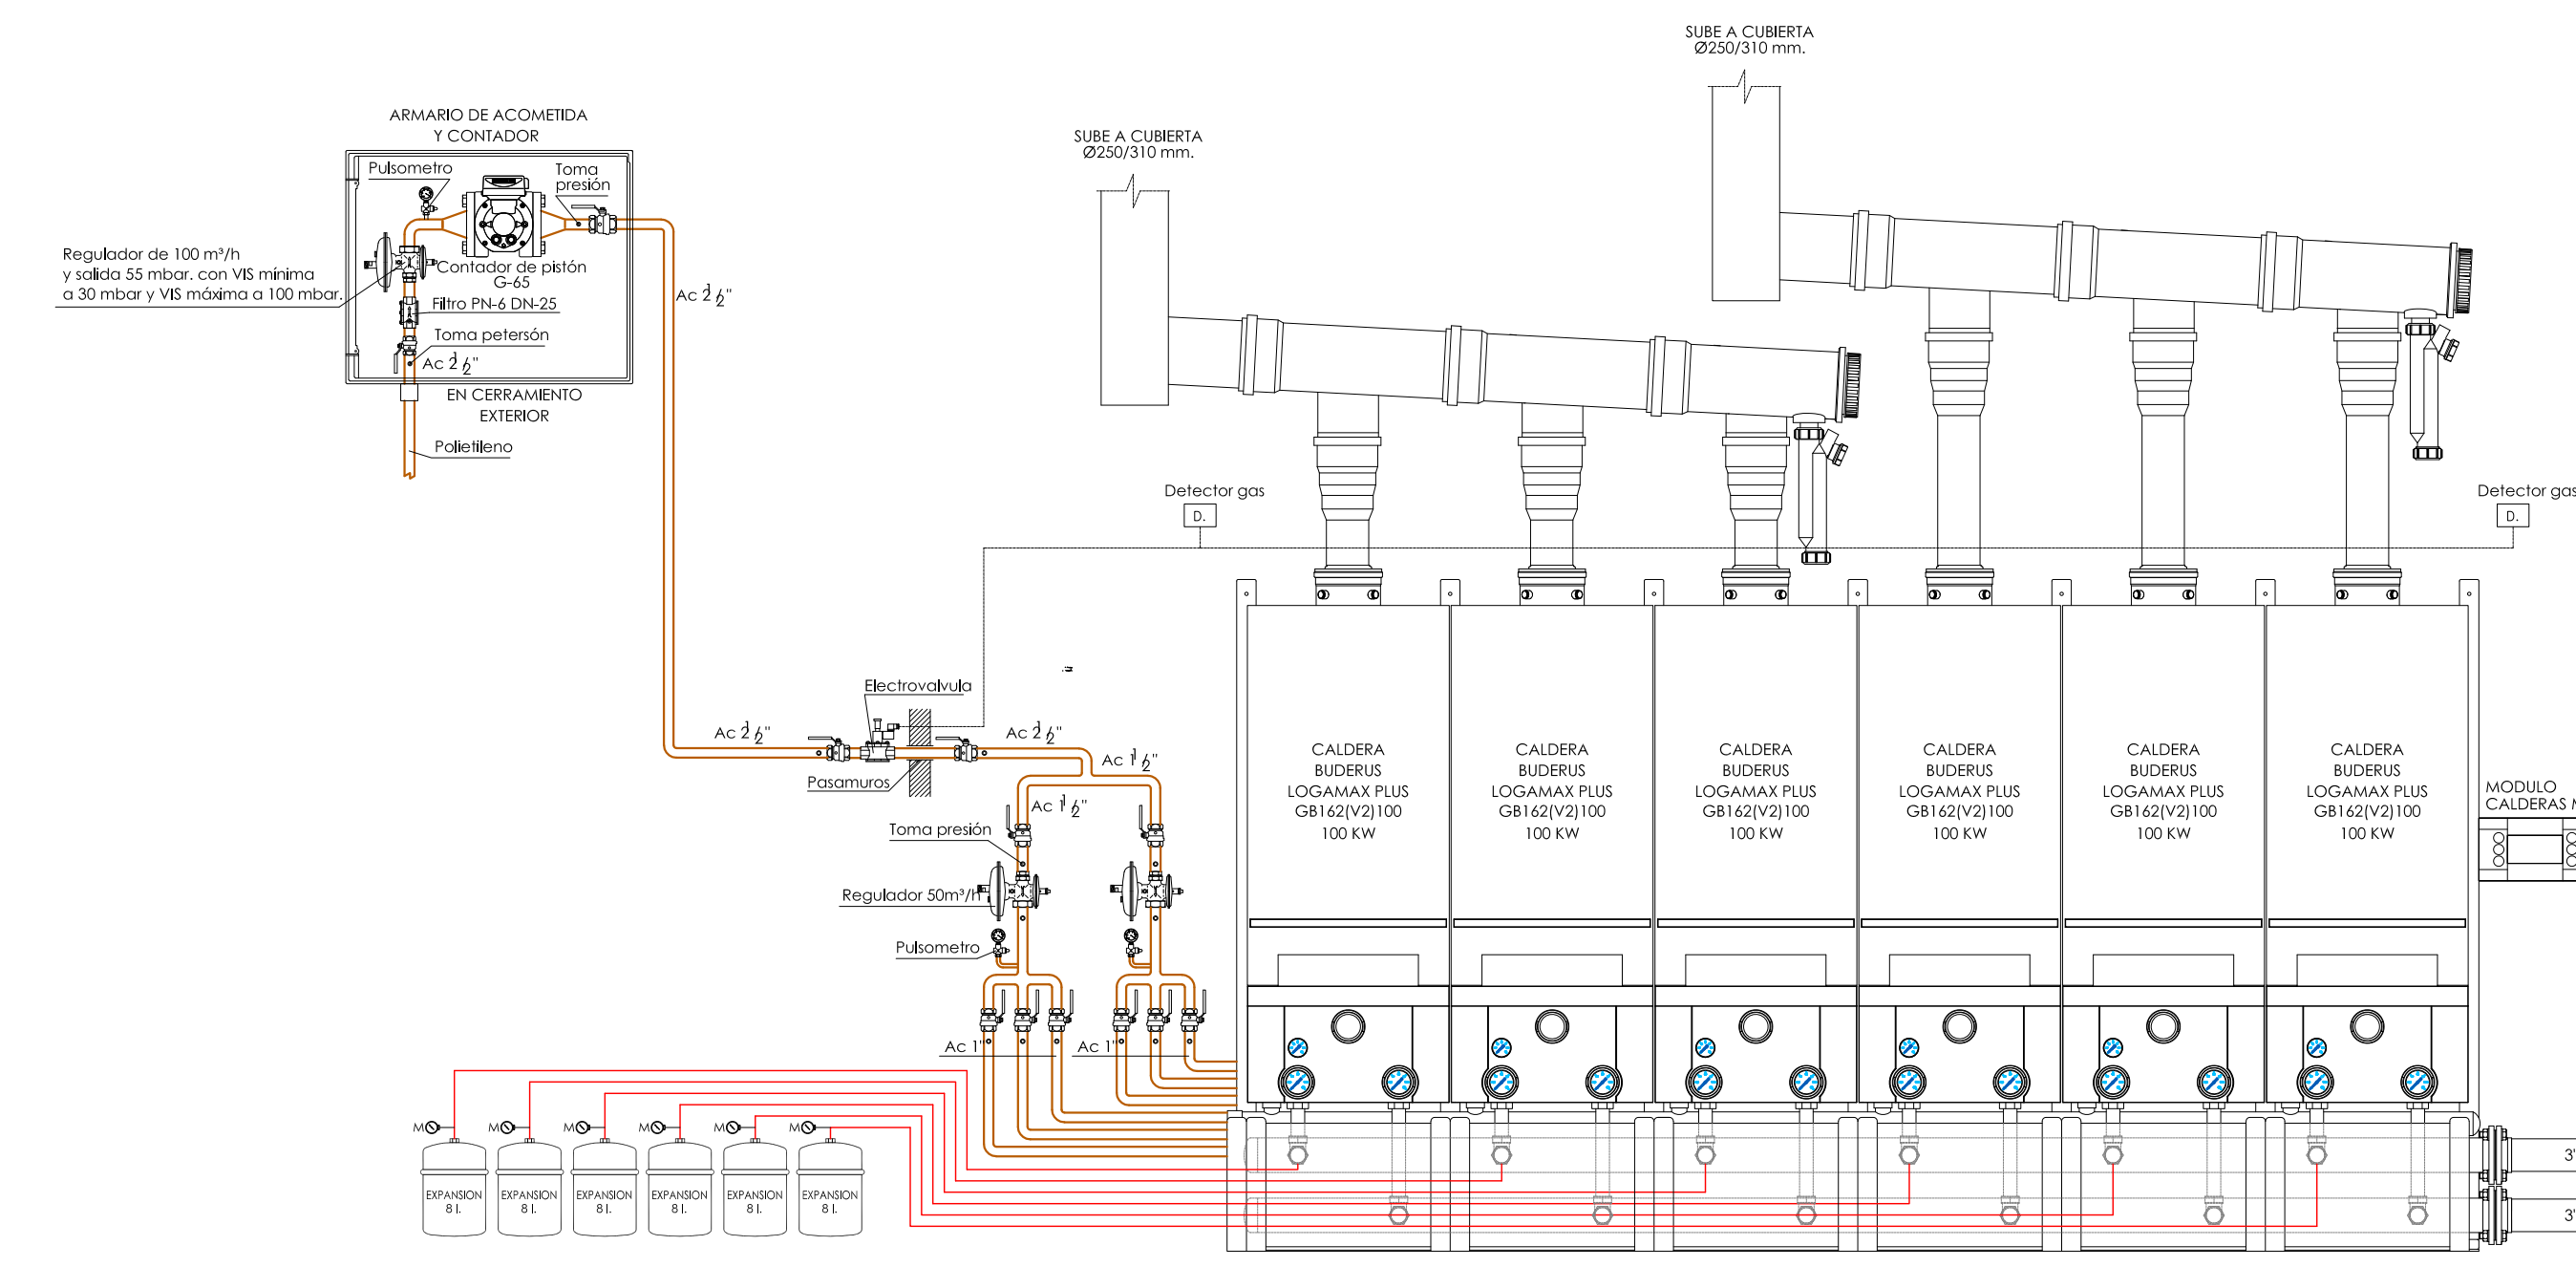 SUBE A CUBIERTA
Ø250/310 mm.
ARMARIO DE ACOMETIDA
Y CONTADOR
SUBE A CUBIERTA
Ø250/310 mm.
Pulsometro
Toma
presión
Regulador de 100 m³/h
y salida 55 mbar. con VIS mínima
a 30 mbar y VIS máxima a 100 mbar.
Contador de pistón
G-65
Filtro PN-6 DN-25
Toma petersón
Ac 2 1/2"
Ac 2 1/2"
EN CERRAMIENTO
EXTERIOR
Polietileno
Detector gas
D.
Detector gas
D.
Electrovalvula
Ac 2 1/2"
Ac 2 1/2"
Pasamuros
Ac 1 1/2"
Ac 1 1/2"
Toma presión
Regulador 50m³/h
Pulsometro
Ac 1"
Ac 1"
CALDERA
BUDERUS
LOGAMAX PLUS
GB162(V2)100
100 KW
CALDERA
BUDERUS
LOGAMAX PLUS
GB162(V2)100
100 KW
CALDERA
BUDERUS
LOGAMAX PLUS
GB162(V2)100
100 KW
CALDERA
BUDERUS
LOGAMAX PLUS
GB162(V2)100
100 KW
CALDERA
BUDERUS
LOGAMAX PLUS
GB162(V2)100
100 KW
CALDERA
BUDERUS
LOGAMAX PLUS
GB162(V2)100
100 KW
MODULO
CALDERAS
M
M
M
M
M
M
EXPANSION
8 l.
EXPANSION
8 l.
EXPANSION
8 l.
EXPANSION
8 l.
EXPANSION
8 l.
EXPANSION
8 l.
3"
3"